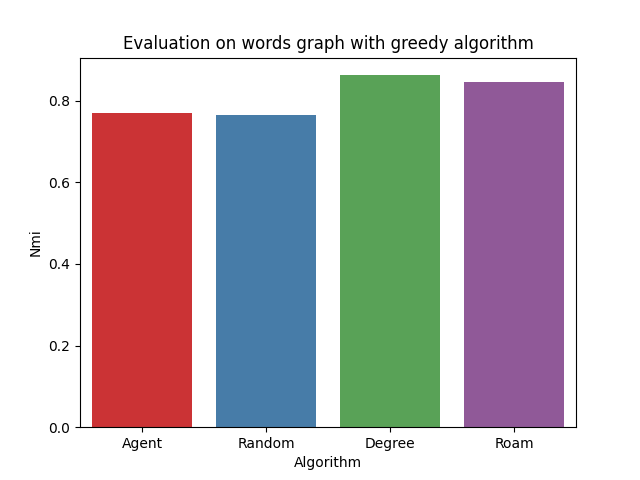 Evaluation on words graph with greedy algorithm
0.8
0.6
0.4
0.2
0.0
Nmi
Agent Random Degree Roam
Algorithm